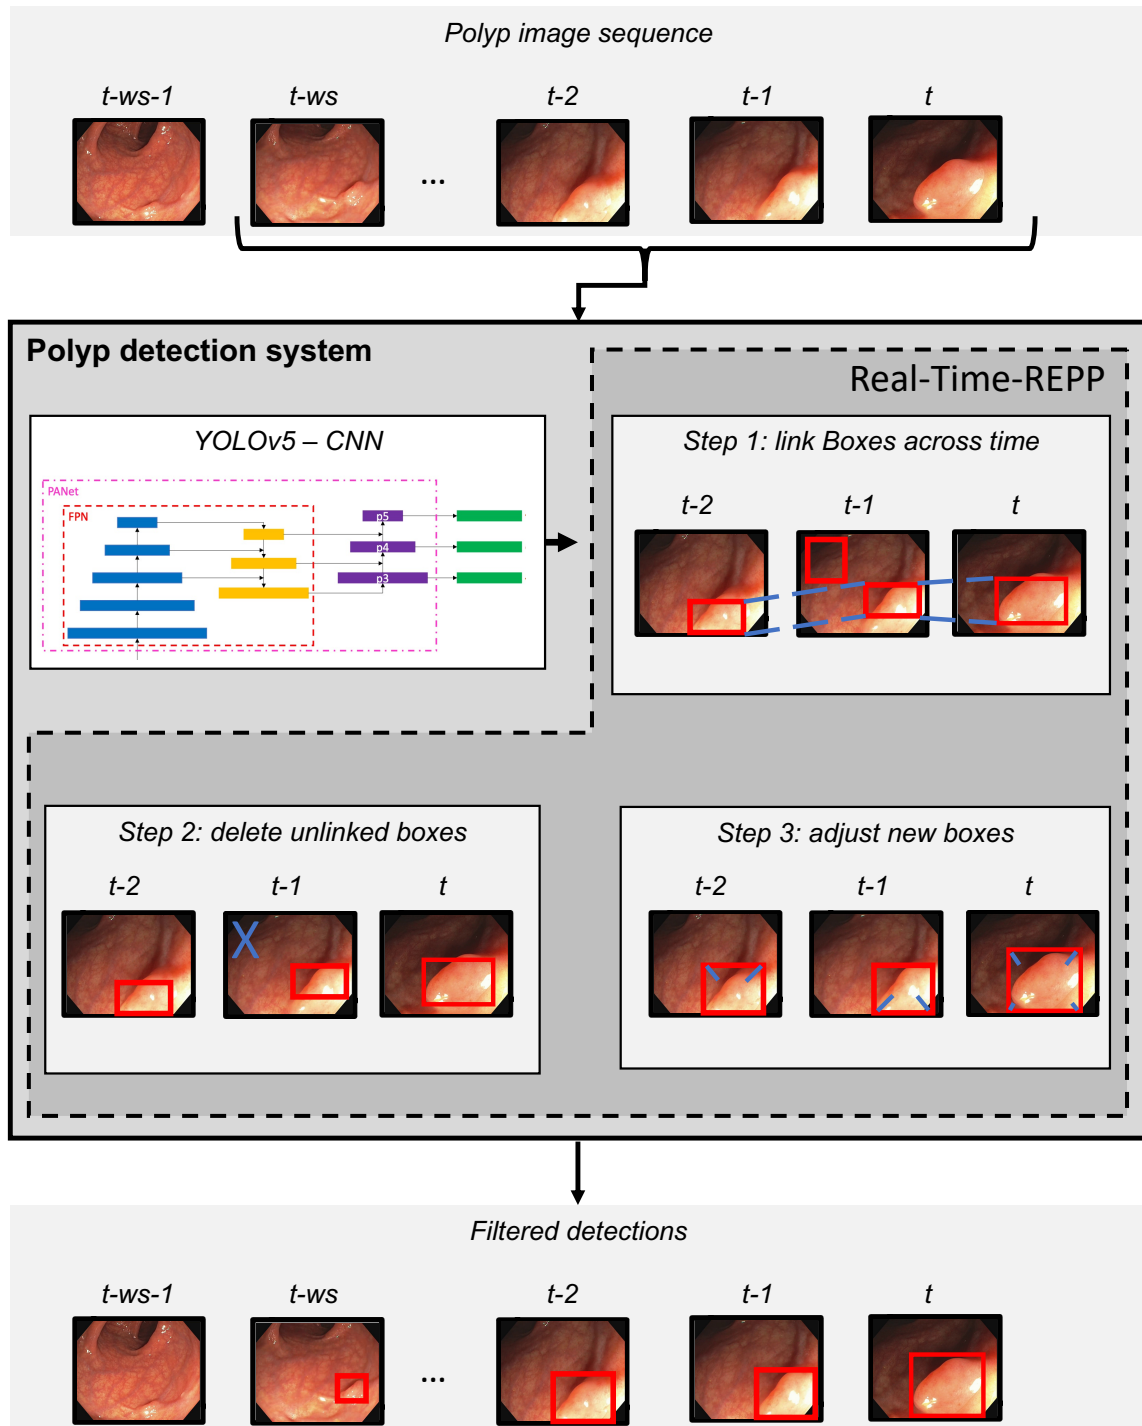 Polyp image sequence
t-ws-1 t-ws t-2 t-1 t
...
Polyp detection system
Real-Time-REPP
YOLOv5 – CNN
PANet
FPN
p5
p4
p3
Step 1: link Boxes across time
t-2 t-1 t
Step 2: delete unlinked boxes
t-2 t-1 t
X
Step 3: adjust new boxes
t-2 t-1 t
Filtered detections
t-ws-1 t-ws t-2 t-1 t
...